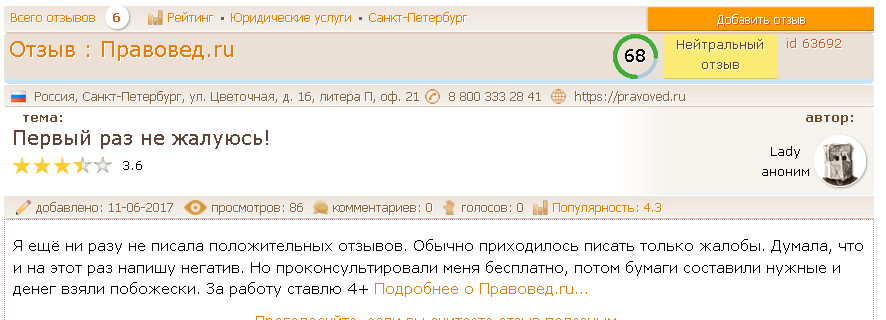 Всего отзывов 6 Рейтинг • Юридические услуги • Санкт-Петербург Добавить отзыв
Отзыв : Правовед.ru 68 Нейтральный отзыв id 63692
Россия, Санкт-Петербург, ул. Цветочная, д. 16, литера П, оф. 21 8 800 333 28 41 https://pravoved.ru
тема: автор:
Первый раз не жалуюсь!
Lady
аноним
3.6
добавлено: 11-06-2017 просмотров: 86 комментариев: 0 голосов: 0 Популярность: 4.3
Я ещё ни разу не писала положительных отзывов. Обычно приходилось писать только жалобы. Думала, что
и на этот раз напишу негатив. Но проконсультировали меня бесплатно, потом бумаги составили нужные и
денег взяли побожески. За работу ставлю 4+ Подробнее о Правовед.ru...